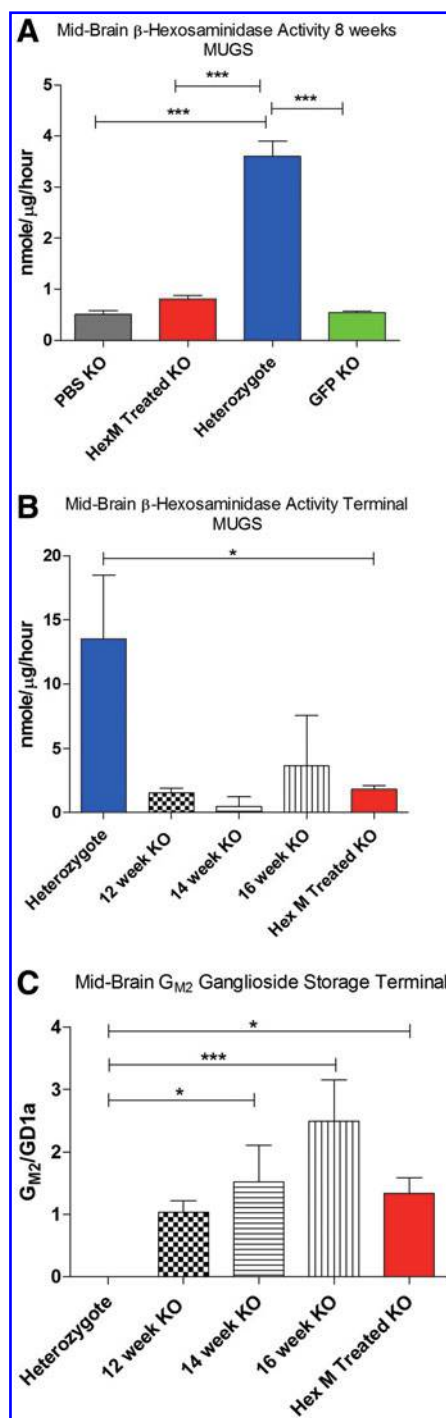 A
Mid-Brain β-Hexosaminidase Activity 8 weeks
MUGS
***
***
***
nmole/μg/hour
5
4
3
2
1
0
PBS KO
HexM Treated KO
Heterozygote
GFP KO
B
Mid-Brain β-Hexosaminidase Activity Terminal
MUGS
*
nmole/μg/hour
20
15
10
5
0
Heterozygote
12 week KO
14 week KO
16 week KO
Hex M Treated KO
C
Mid-Brain GM2 Ganglioside Storage Terminal
*
***
*
GM2/GD1a
4
3
2
1
0
Heterozygote
12 week KO
14 week KO
16 week KO
Hex M Treated KO